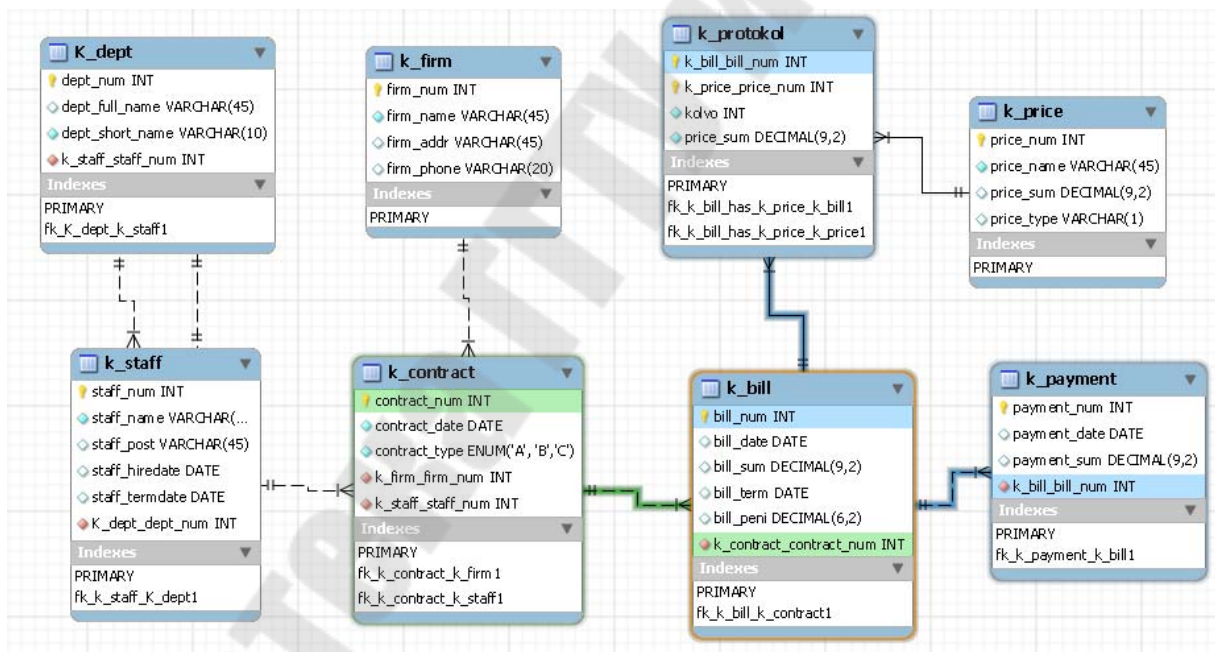 K_dept
dept_num INT
dept_full_name VARCHAR(45)
dept_short_name VARCHAR(10)
k_staff_staff_num INT
Indexes
PRIMARY
fk_K_dept_k_staff1
k_firm
firm_num INT
firm_name VARCHAR(45)
firm_addr VARCHAR(45)
firm_phone VARCHAR(20)
Indexes
PRIMARY
k_protokol
k_bill_bill_num INT
k_price_price_num INT
kolvo INT
price_sum DECIMAL(9,2)
Indexes
PRIMARY
fk_k_bill_has_k_price_k_bill1
fk_k_bill_has_k_price_k_price1
k_price
price_num INT
price_name VARCHAR(45)
price_sum DECIMAL(9,2)
price_type VARCHAR(1)
Indexes
PRIMARY
k_staff
staff_num INT
staff_name VARCHAR(...
staff_post VARCHAR(45)
staff_hiredate DATE
staff_termdate DATE
K_dept_dept_num INT
Indexes
PRIMARY
fk_k_staff_K_dept1
k_contract
contract_num INT
contract_date DATE
contract_type ENUM('A', 'B','C')
k_firm_firm_num INT
k_staff_staff_num INT
Indexes
PRIMARY
fk_k_contract_k_firm1
fk_k_contract_k_staff1
k_bill
bill_num INT
bill_date DATE
bill_sum DECIMAL(9,2)
bill_term DATE
bill_peni DECIMAL(6,2)
k_contract_contract_num INT
Indexes
PRIMARY
fk_k_bill_k_contract1
k_payment
payment_num INT
payment_date DATE
payment_sum DECIMAL(9,2)
k_bill_bill_num INT
Indexes
PRIMARY
fk_k_payment_k_bill1